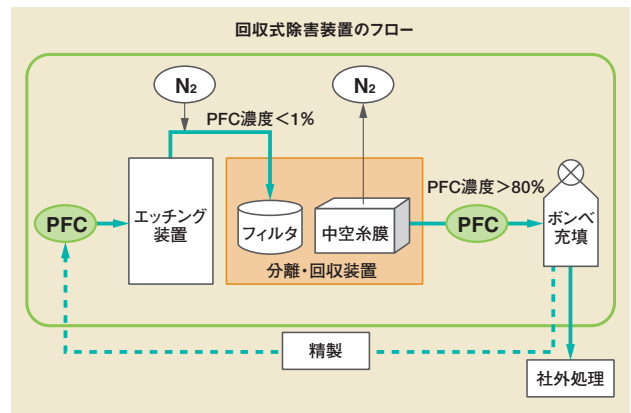 回収式除害装置のフロー
N₂
N₂
PFC濃度<1%
PFC
エッチング
装置
フィルタ
中空糸膜
分離・回収装置
PFC濃度>80%
PFC
ボンベ
充填
精製
社外処理